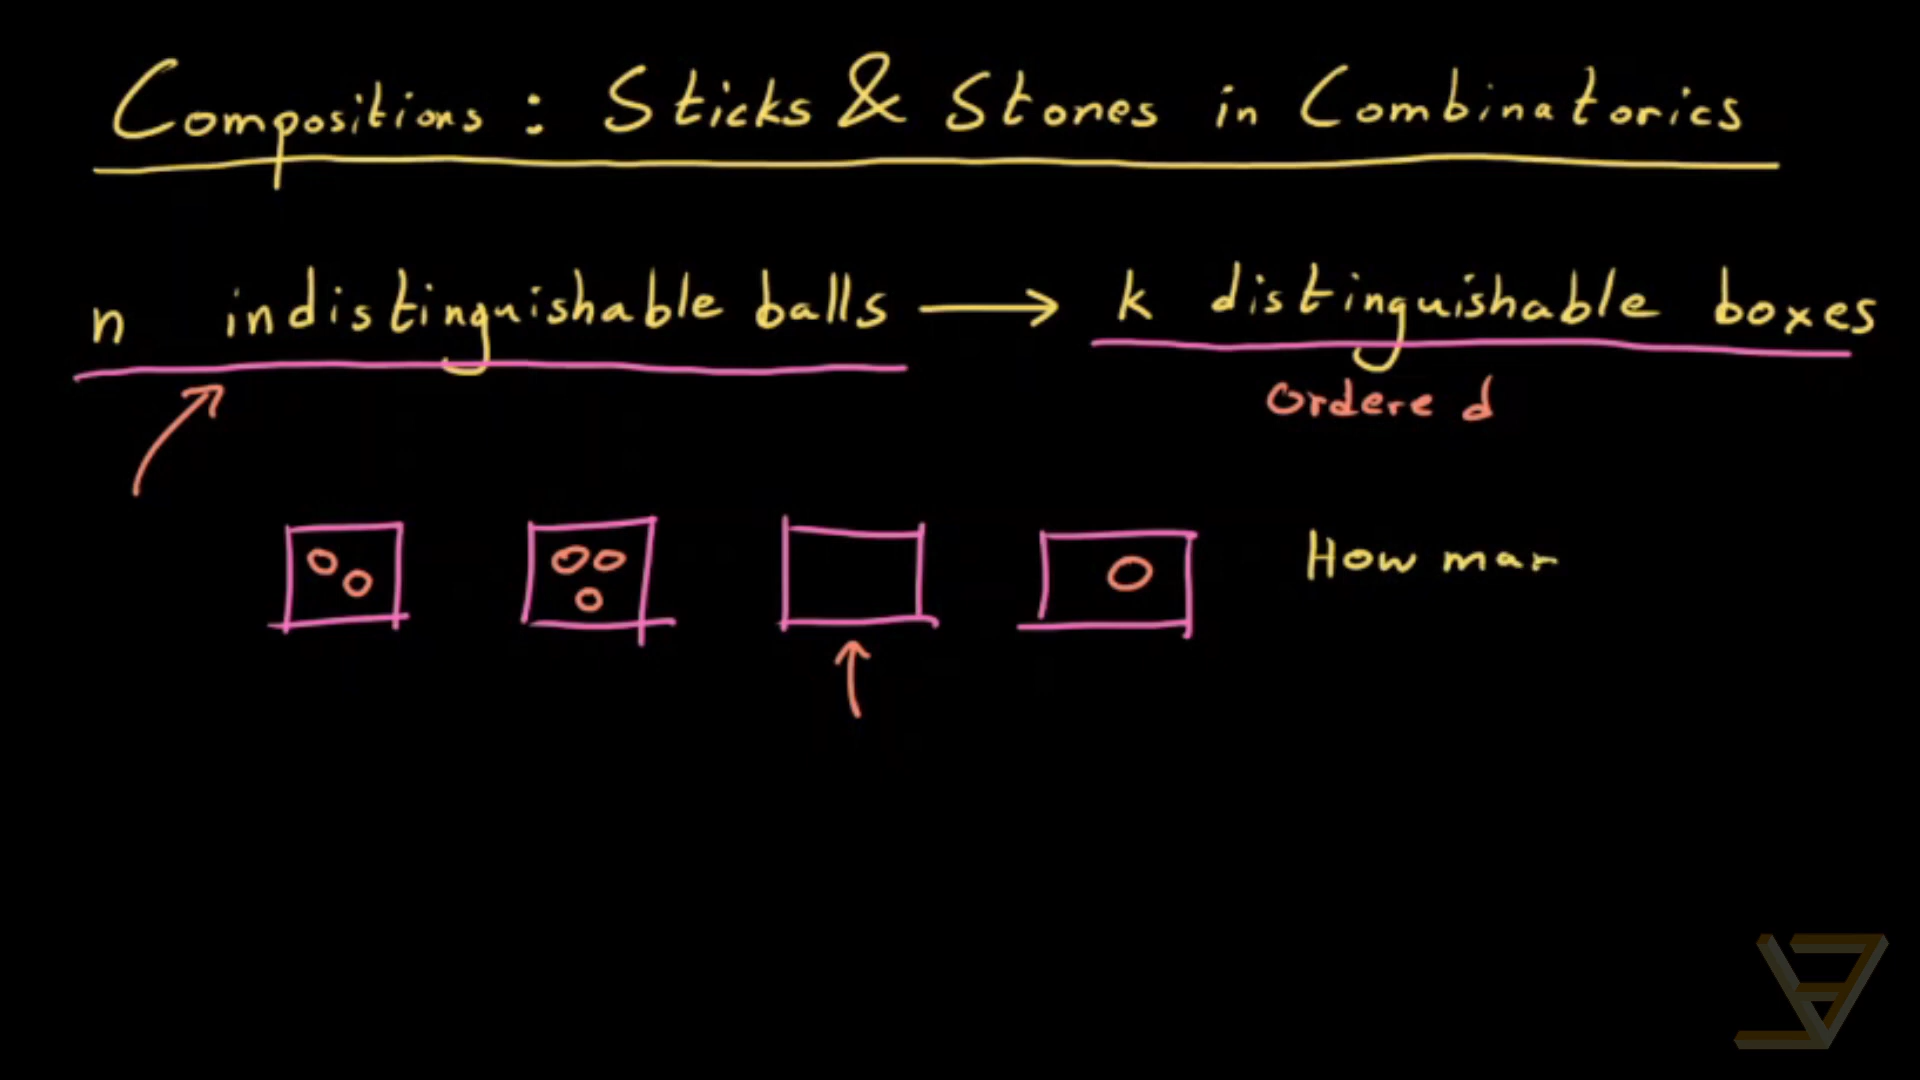 Compositions : Sticks & Stones in Combinatorics
n indistinguishable balls → k distinguishable boxes
ordered
How mar